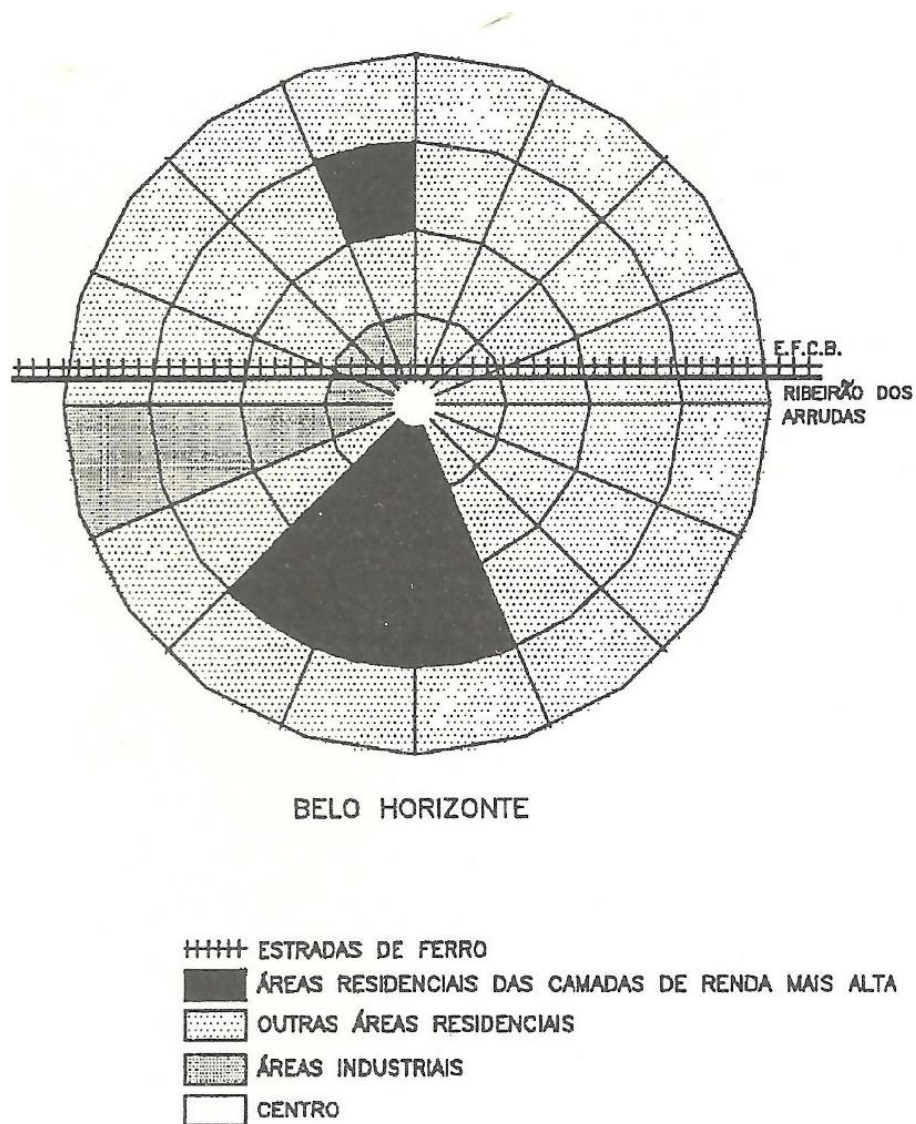 E.F.C.B.
RIBEIRÃO DOS
ARRUDAS
BELO HORIZONTE
ESTRADAS DE FERRO
ÁREAS RESIDENCIAIS DAS CAMADAS DE RENDA MAIS ALTA
OUTRAS ÁREAS RESIDENCIAIS
ÁREAS INDUSTRIAIS
CENTRO